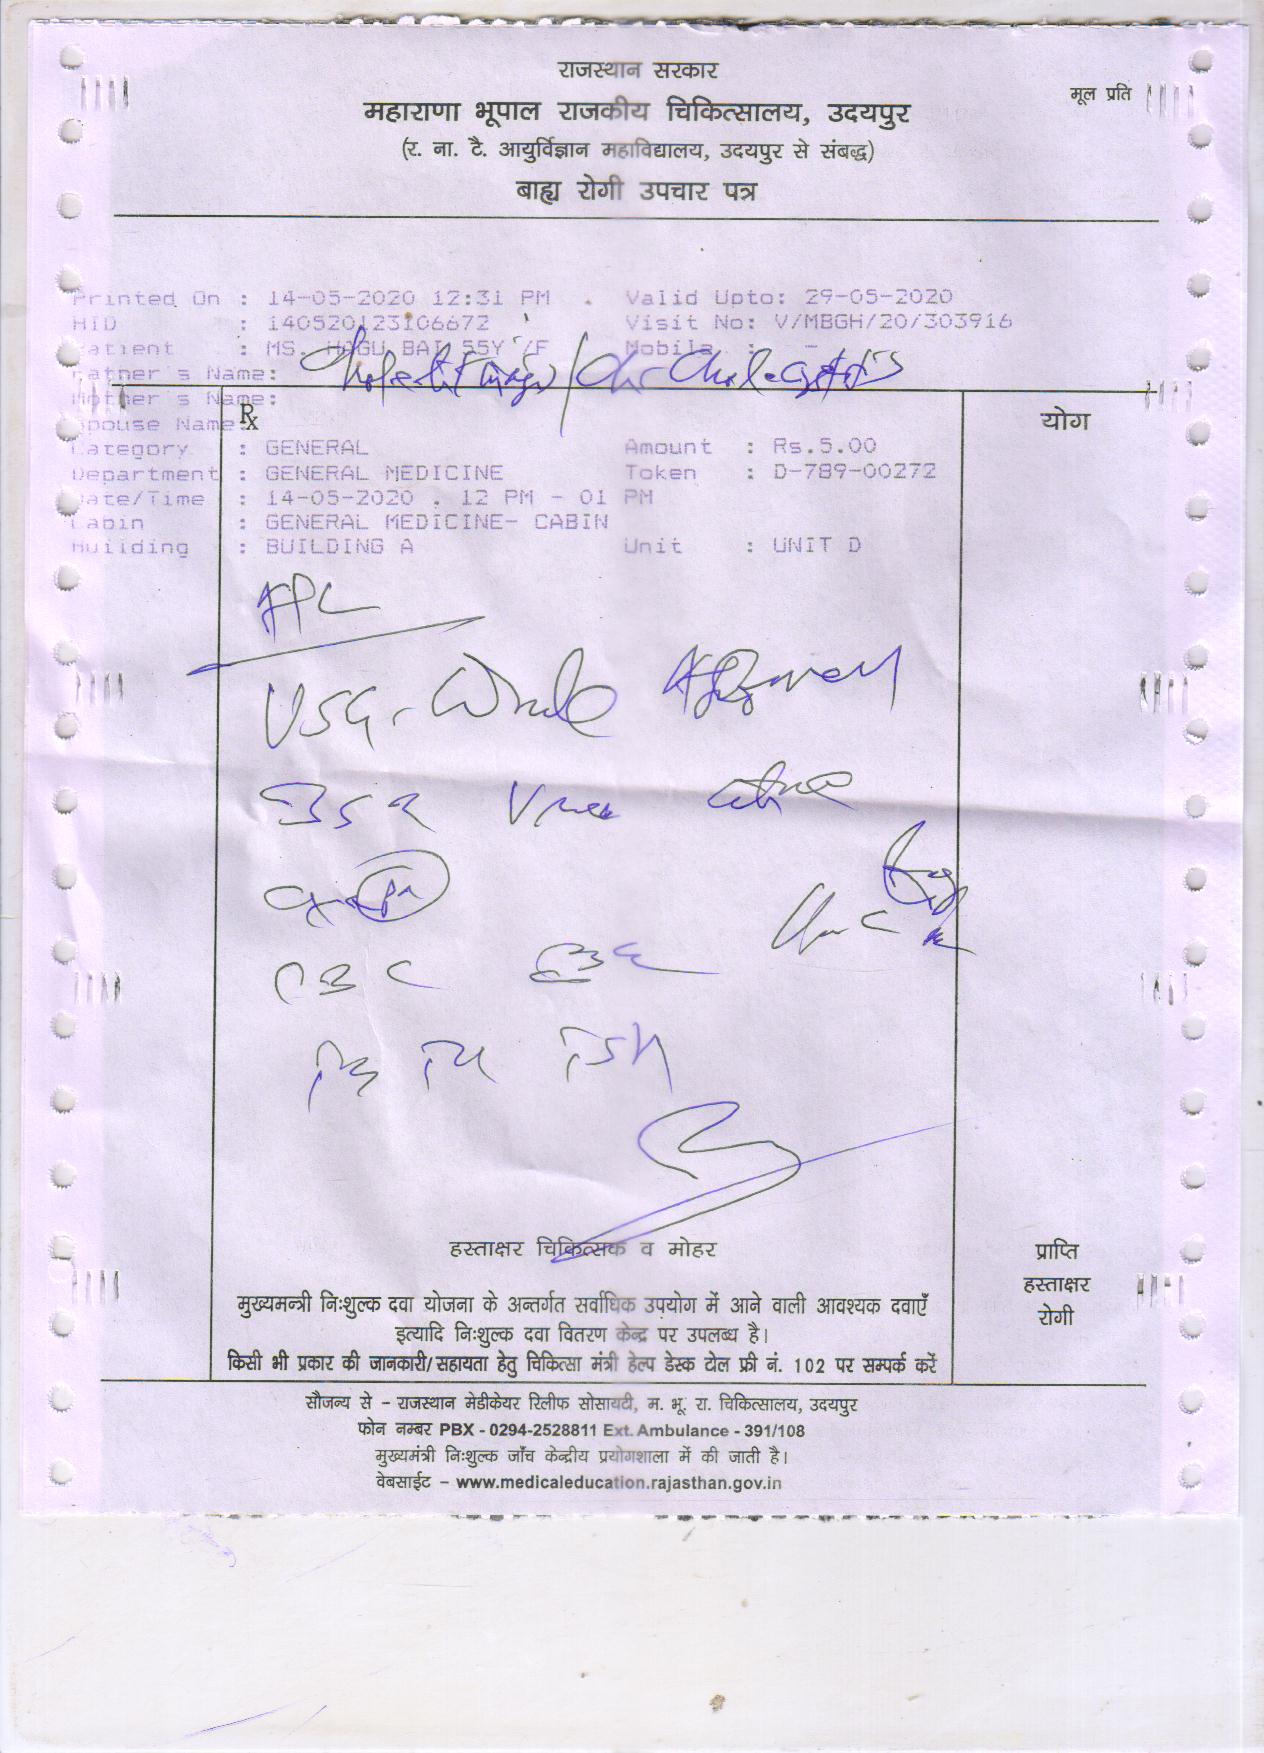 राजस्थान सरकार
मूल प्रति
महाराणा भूपाल राजकीय चिकित्सालय, उदयपुर
(र. ना. टै. आयुर्विज्ञान महाविद्यालय, उदयपुर से संबद्ध)
बाह्य रोगी उपचार पत्र
Printed On : 14-05-2020 12:31 PM Valid Upto: 29-05-2020
HID : 140520123106672 Visit No: V/MBGH/20/303916
Patient : MS. HAGU BAI 55Y /F Mobile : -
Father's Name:
Mother's Name:
Rx योग
Spouse Name:
Category : GENERAL Amount : Rs.5.00
Department : GENERAL MEDICINE Token : D-789-00272
Date/Time : 14-05-2020 . 12 PM - 01 PM
Cabin : GENERAL MEDICINE- CABIN
Building : BUILDING A Unit : UNIT D
USG Whole
CBC
T3 T4 TSH
हस्ताक्षर चिकित्सक व मोहर
प्राप्ति
हस्ताक्षर
रोगी
मुख्यमन्त्री निःशुल्क दवा योजना के अन्तर्गत सर्वाधिक उपयोग में आने वाली आवश्यक दवाएँ
इत्यादि निःशुल्क दवा वितरण केन्द्र पर उपलब्ध है।
किसी भी प्रकार की जानकारी/सहायता हेतु चिकित्सा मंत्री हेल्प डेस्क टोल फ्री नं. 102 पर सम्पर्क करें
सौजन्य से - राजस्थान मेडीकेयर रिलीफ सोसायटी, म. भू. रा. चिकित्सालय, उदयपुर
फोन नम्बर PBX - 0294-2528811 Ext. Ambulance - 391/108
मुख्यमंत्री निःशुल्क जाँच केन्द्रीय प्रयोगशाला में की जाती है।
वेबसाईट - www.medicaleducation.rajasthan.gov.in